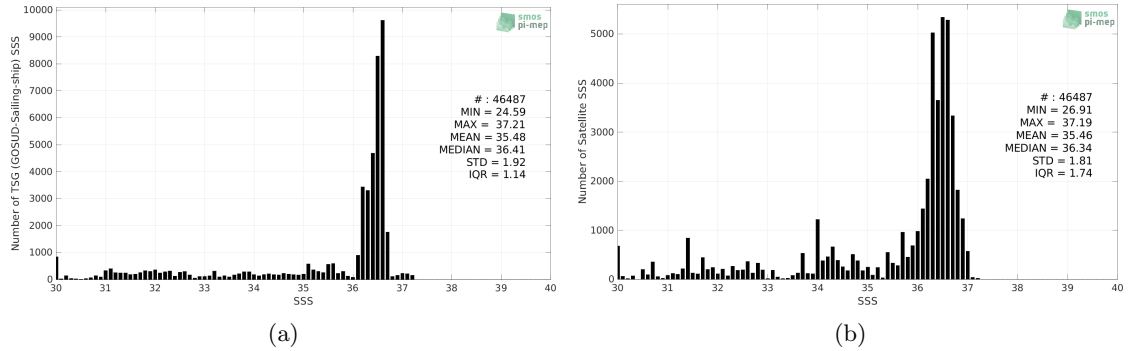 10000
9000
8000
7000
6000
5000
4000
3000
2000
1000
0
Number of TSG (GOSUD-Sailing-ship) SSS
smos
pi-mep
# : 46487
MIN = 24.59
MAX = 37.21
MEAN = 35.48
MEDIAN = 36.41
STD = 1.92
IQR = 1.14
30 31 32 33 34 35 36 37 38 39 40
SSS
(a)
5000
4000
3000
2000
1000
0
Number of Satellite SSS
smos
pi-mep
# : 46487
MIN = 26.91
MAX = 37.19
MEAN = 35.46
MEDIAN = 36.34
STD = 1.81
IQR = 1.74
30 31 32 33 34 35 36 37 38 39 40
SSS
(b)